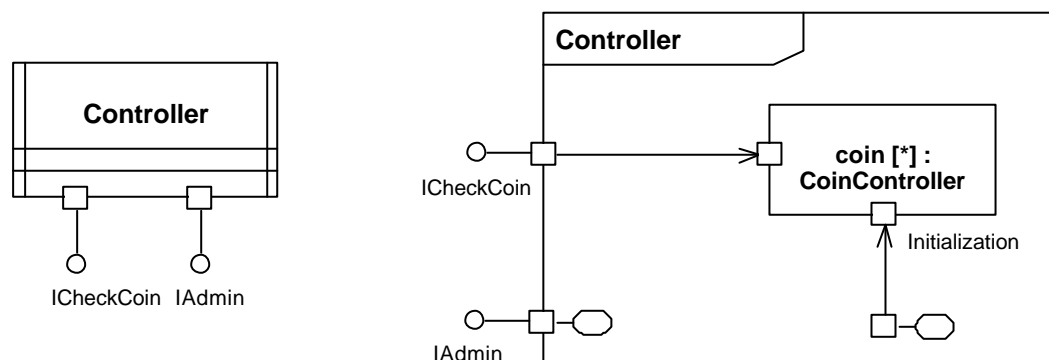 Controller
ICheckCoin IAdmin
Controller
ICheckCoin
coin [*] :
CoinController
Initialization
IAdmin